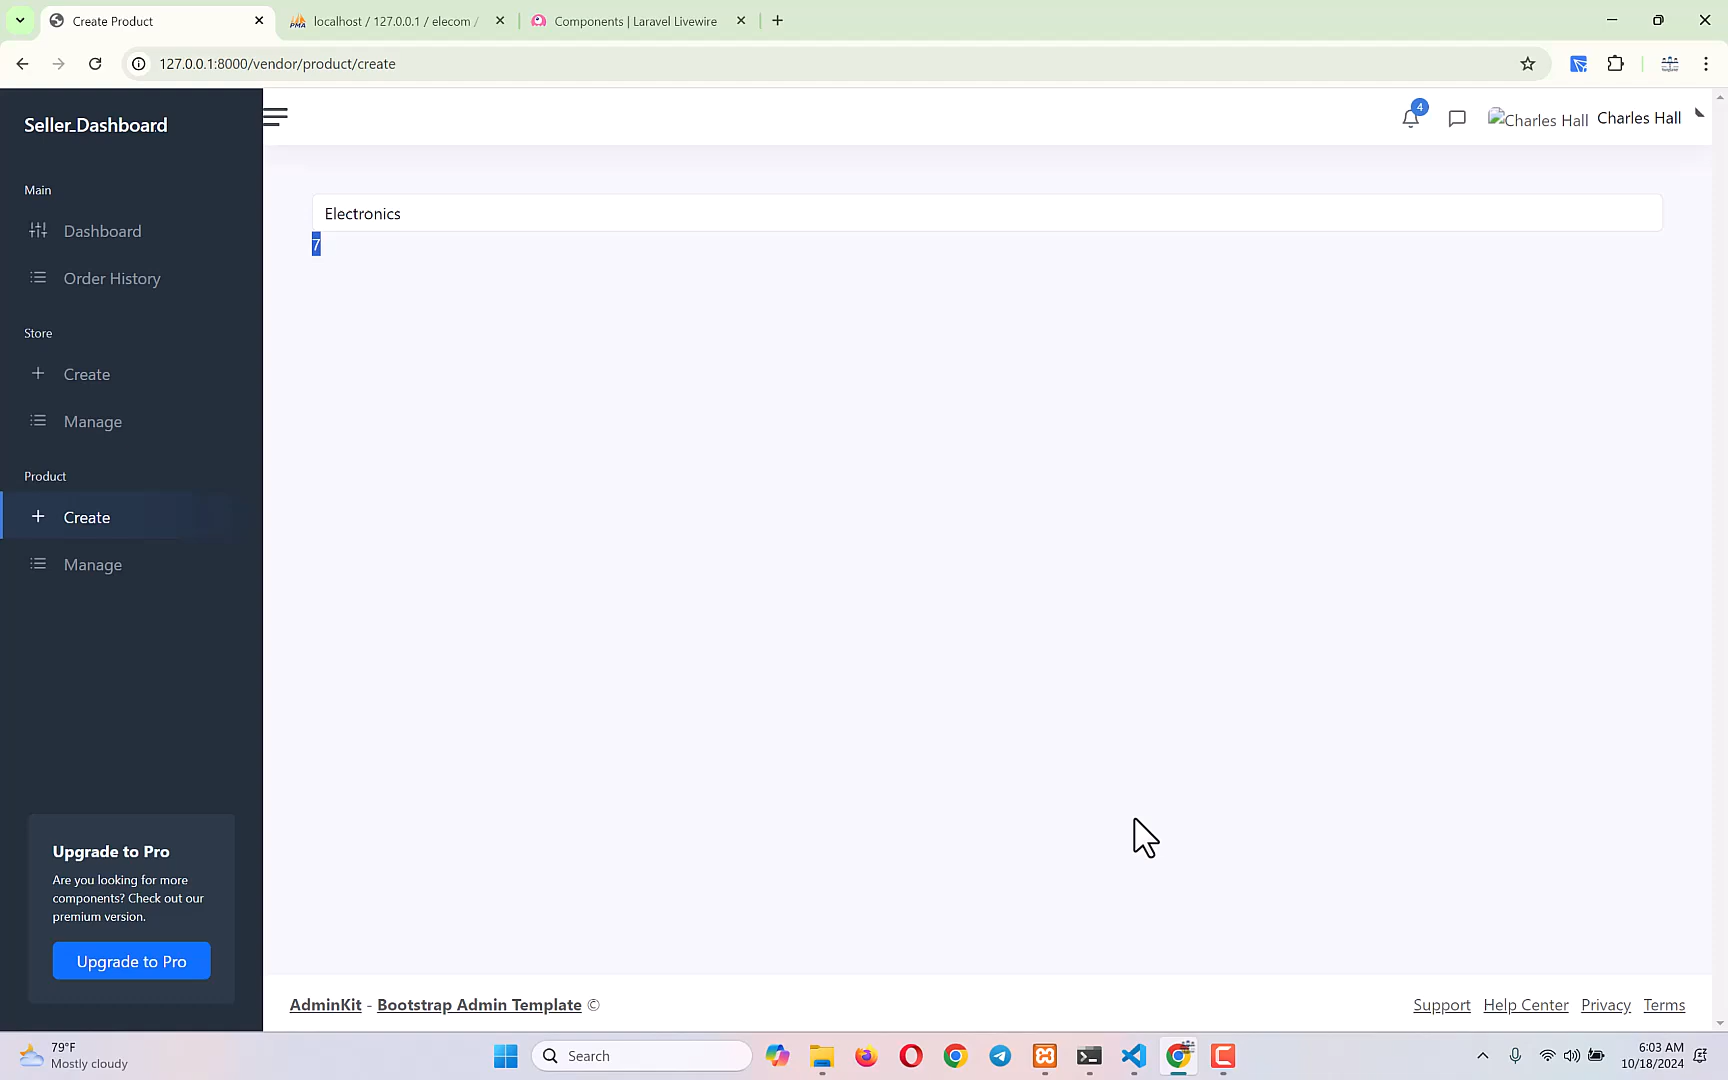 Create Product
localhost / 127.0.0.1 / elecom /
Components | Laravel Livewire
127.0.0.1:8000/vendor/product/create
Seller_Dashboard
4
Charles Hall
Charles Hall
Main
Dashboard
Order History
Store
Create
Manage
Product
Create
Manage
Electronics
7
Upgrade to Pro
Are you looking for more
components? Check out our
premium version.
Upgrade to Pro
AdminKit - Bootstrap Admin Template ©
Support
Help Center
Privacy
Terms
79°F
Mostly cloudy
Search
6:03 AM
10/18/2024